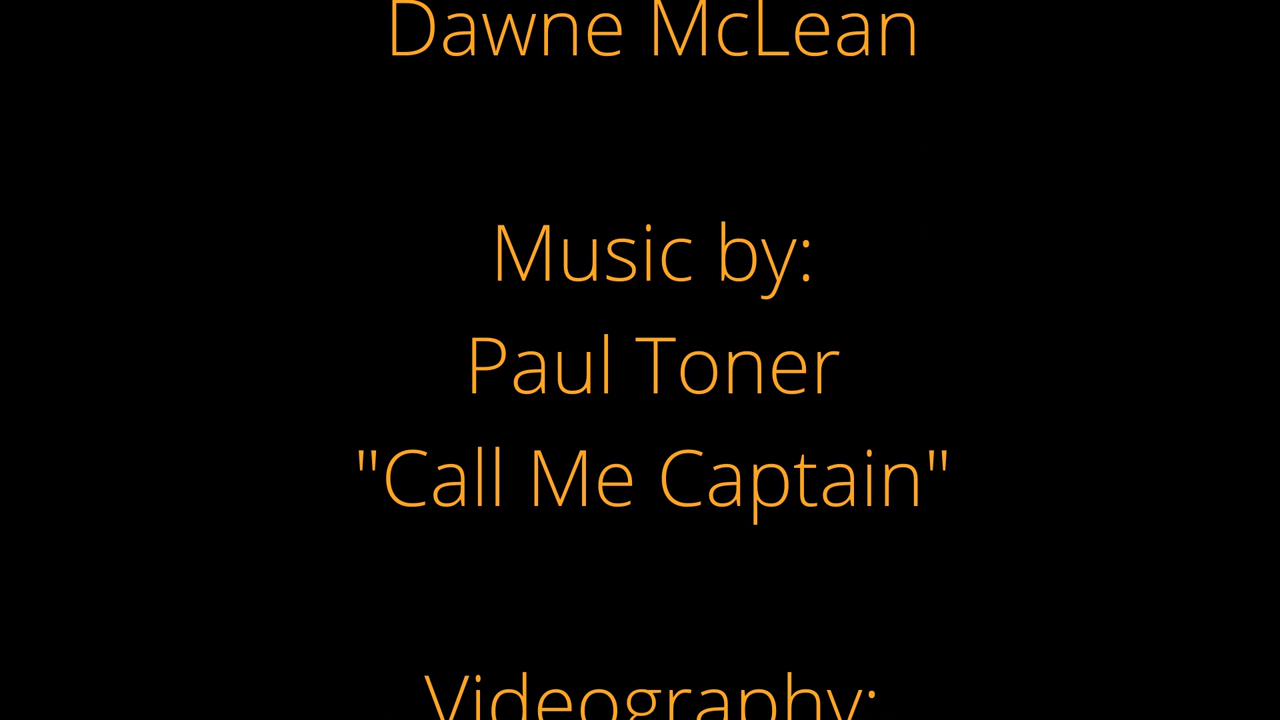 Dawne McLean
Music by:
Paul Toner
"Call Me Captain"
Videography: